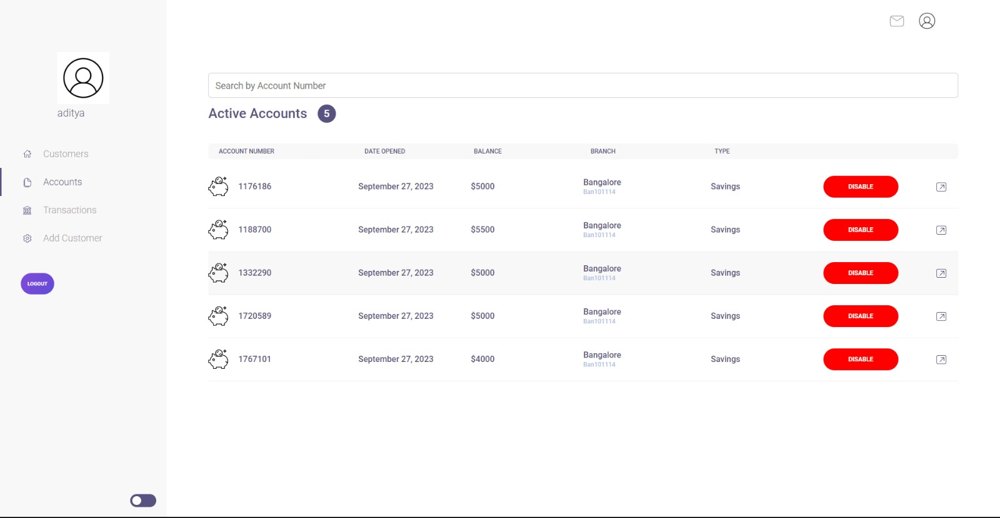 aditya
Customers
Accounts
Transactions
Add Customer
LOGOUT
Search by Account Number
Active Accounts 5
ACCOUNT NUMBER DATE OPENED BALANCE BRANCH TYPE
1176186 September 27, 2023 $5000 Bangalore Savings DISABLE
Ban101114
1188700 September 27, 2023 $5500 Bangalore Savings DISABLE
Ban101114
1332290 September 27, 2023 $5000 Bangalore Savings DISABLE
Ban101114
1720589 September 27, 2023 $5000 Bangalore Savings DISABLE
Ban101114
1767101 September 27, 2023 $4000 Bangalore Savings DISABLE
Ban101114